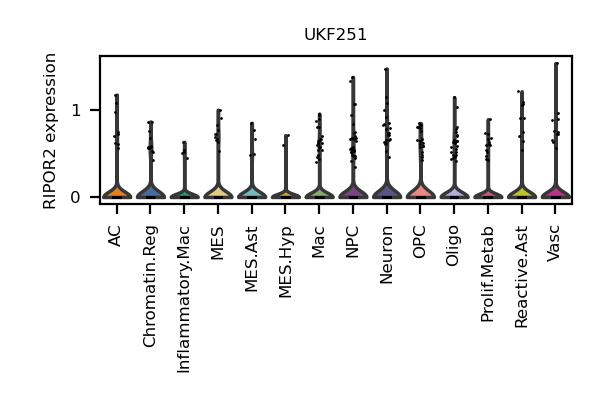 UKF251
RIPOR2 expression
1
0
AC
Chromatin.Reg
Inflammatory.Mac
MES
MES.Ast
MES.Hyp
Mac
NPC
Neuron
OPC
Oligo
Prolif.Metab
Reactive.Ast
Vasc